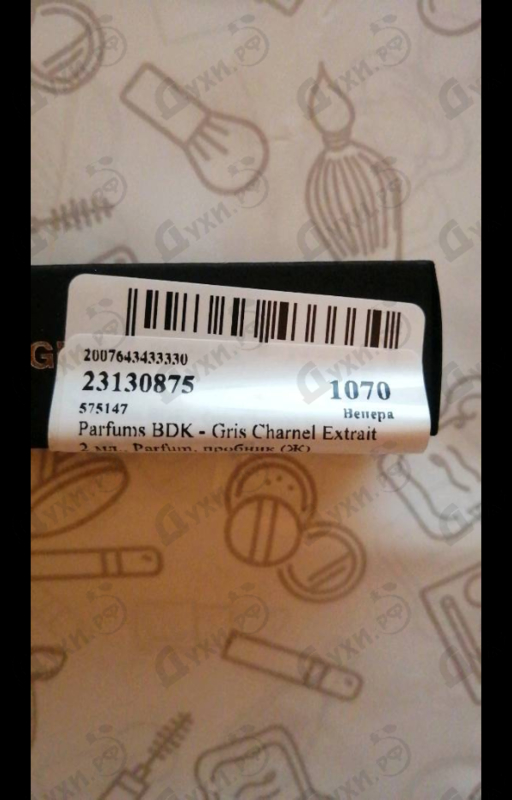 2007643433330
23130875 1070
575147 Венера
Parfums BDK - Gris Charnel Extrait
2 мл., Parfum, пробник (Ж)
G
Духи.рф